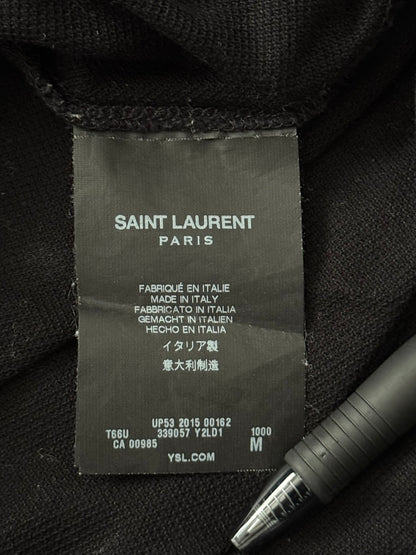 SAINT LAURENT
PARIS
FABRIQUÉ EN ITALIE
MADE IN ITALY
FABBRICATO IN ITALIA
GEMACHT IN ITALIEN
HECHO EN ITALIA
イタリア製
意大利制造
UP53 2015 00162
T66U 339057 Y2LD1 1000
CA 00985 M
YSL.COM